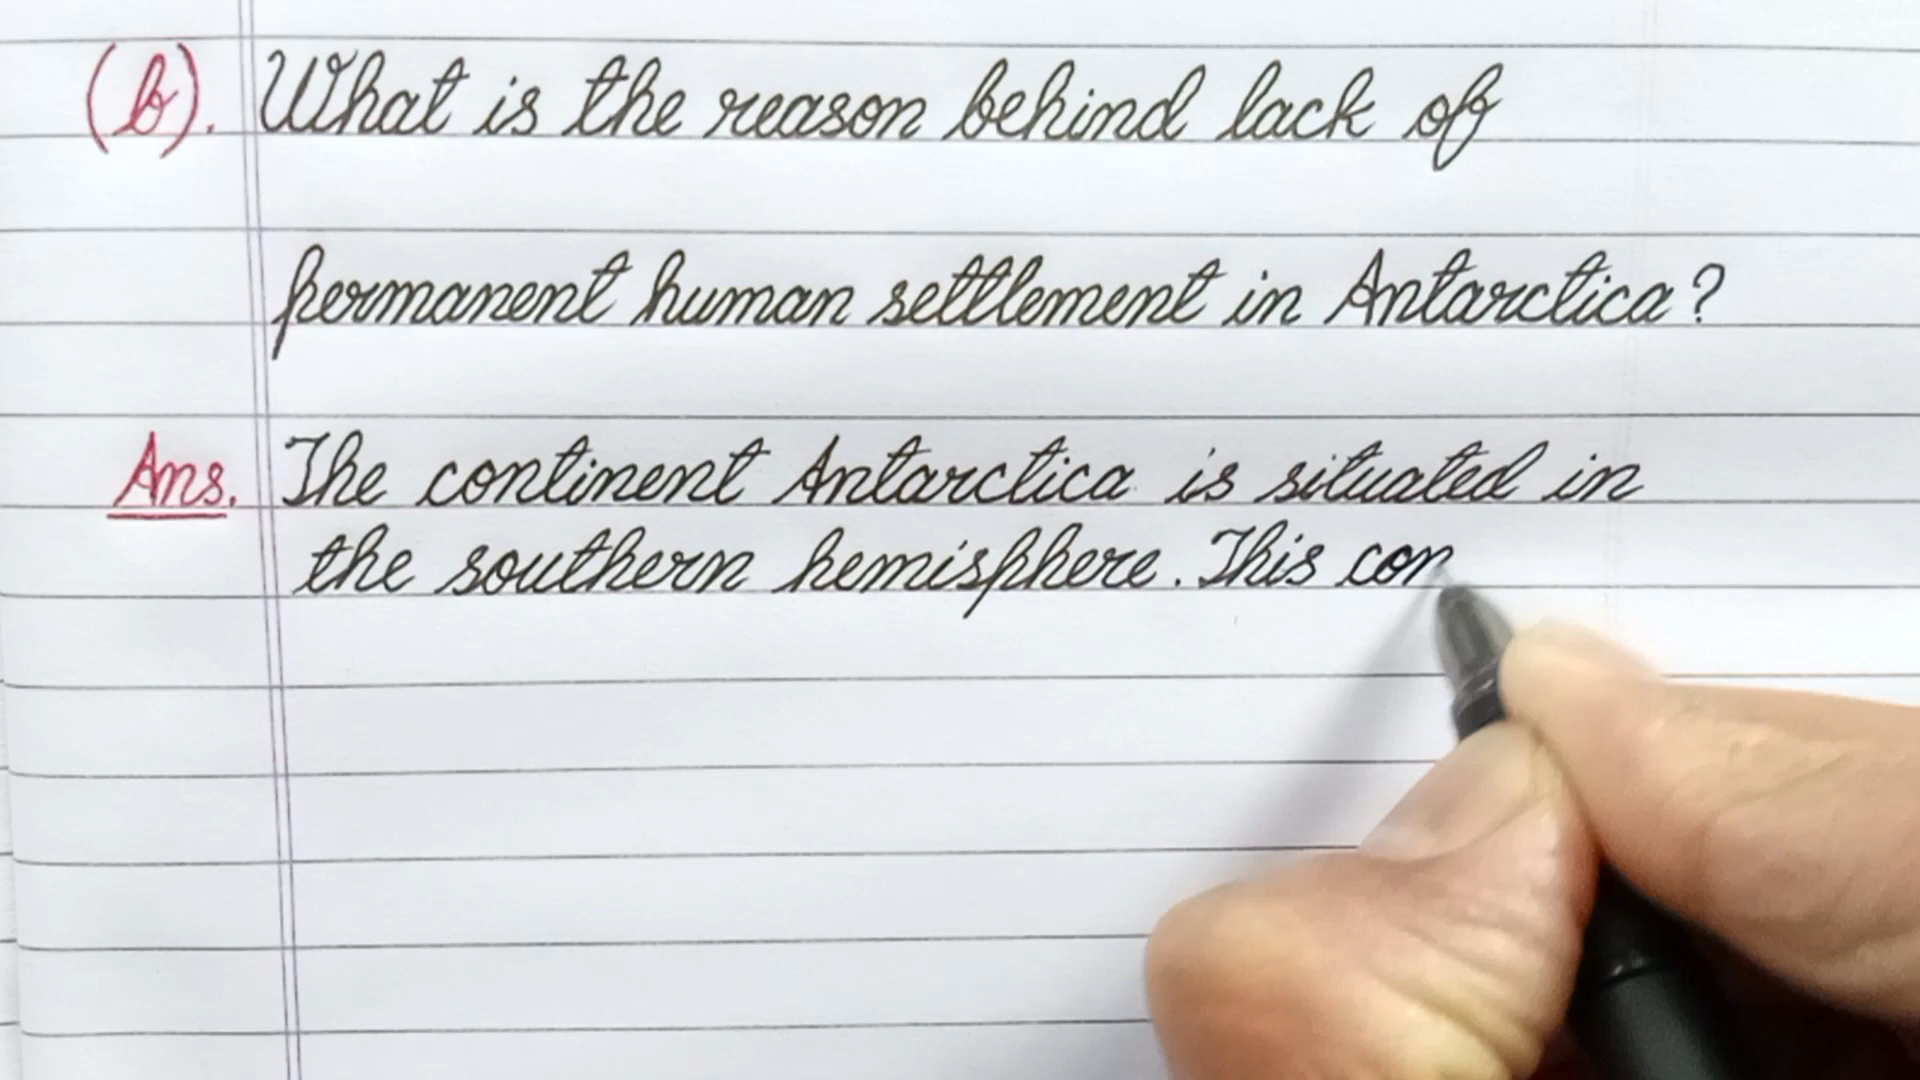 (b). What is the reason behind lack of
permanent human settlement in Antarctica?
Ans. The continent Antarctica is situated in
the southern hemisphere. This con